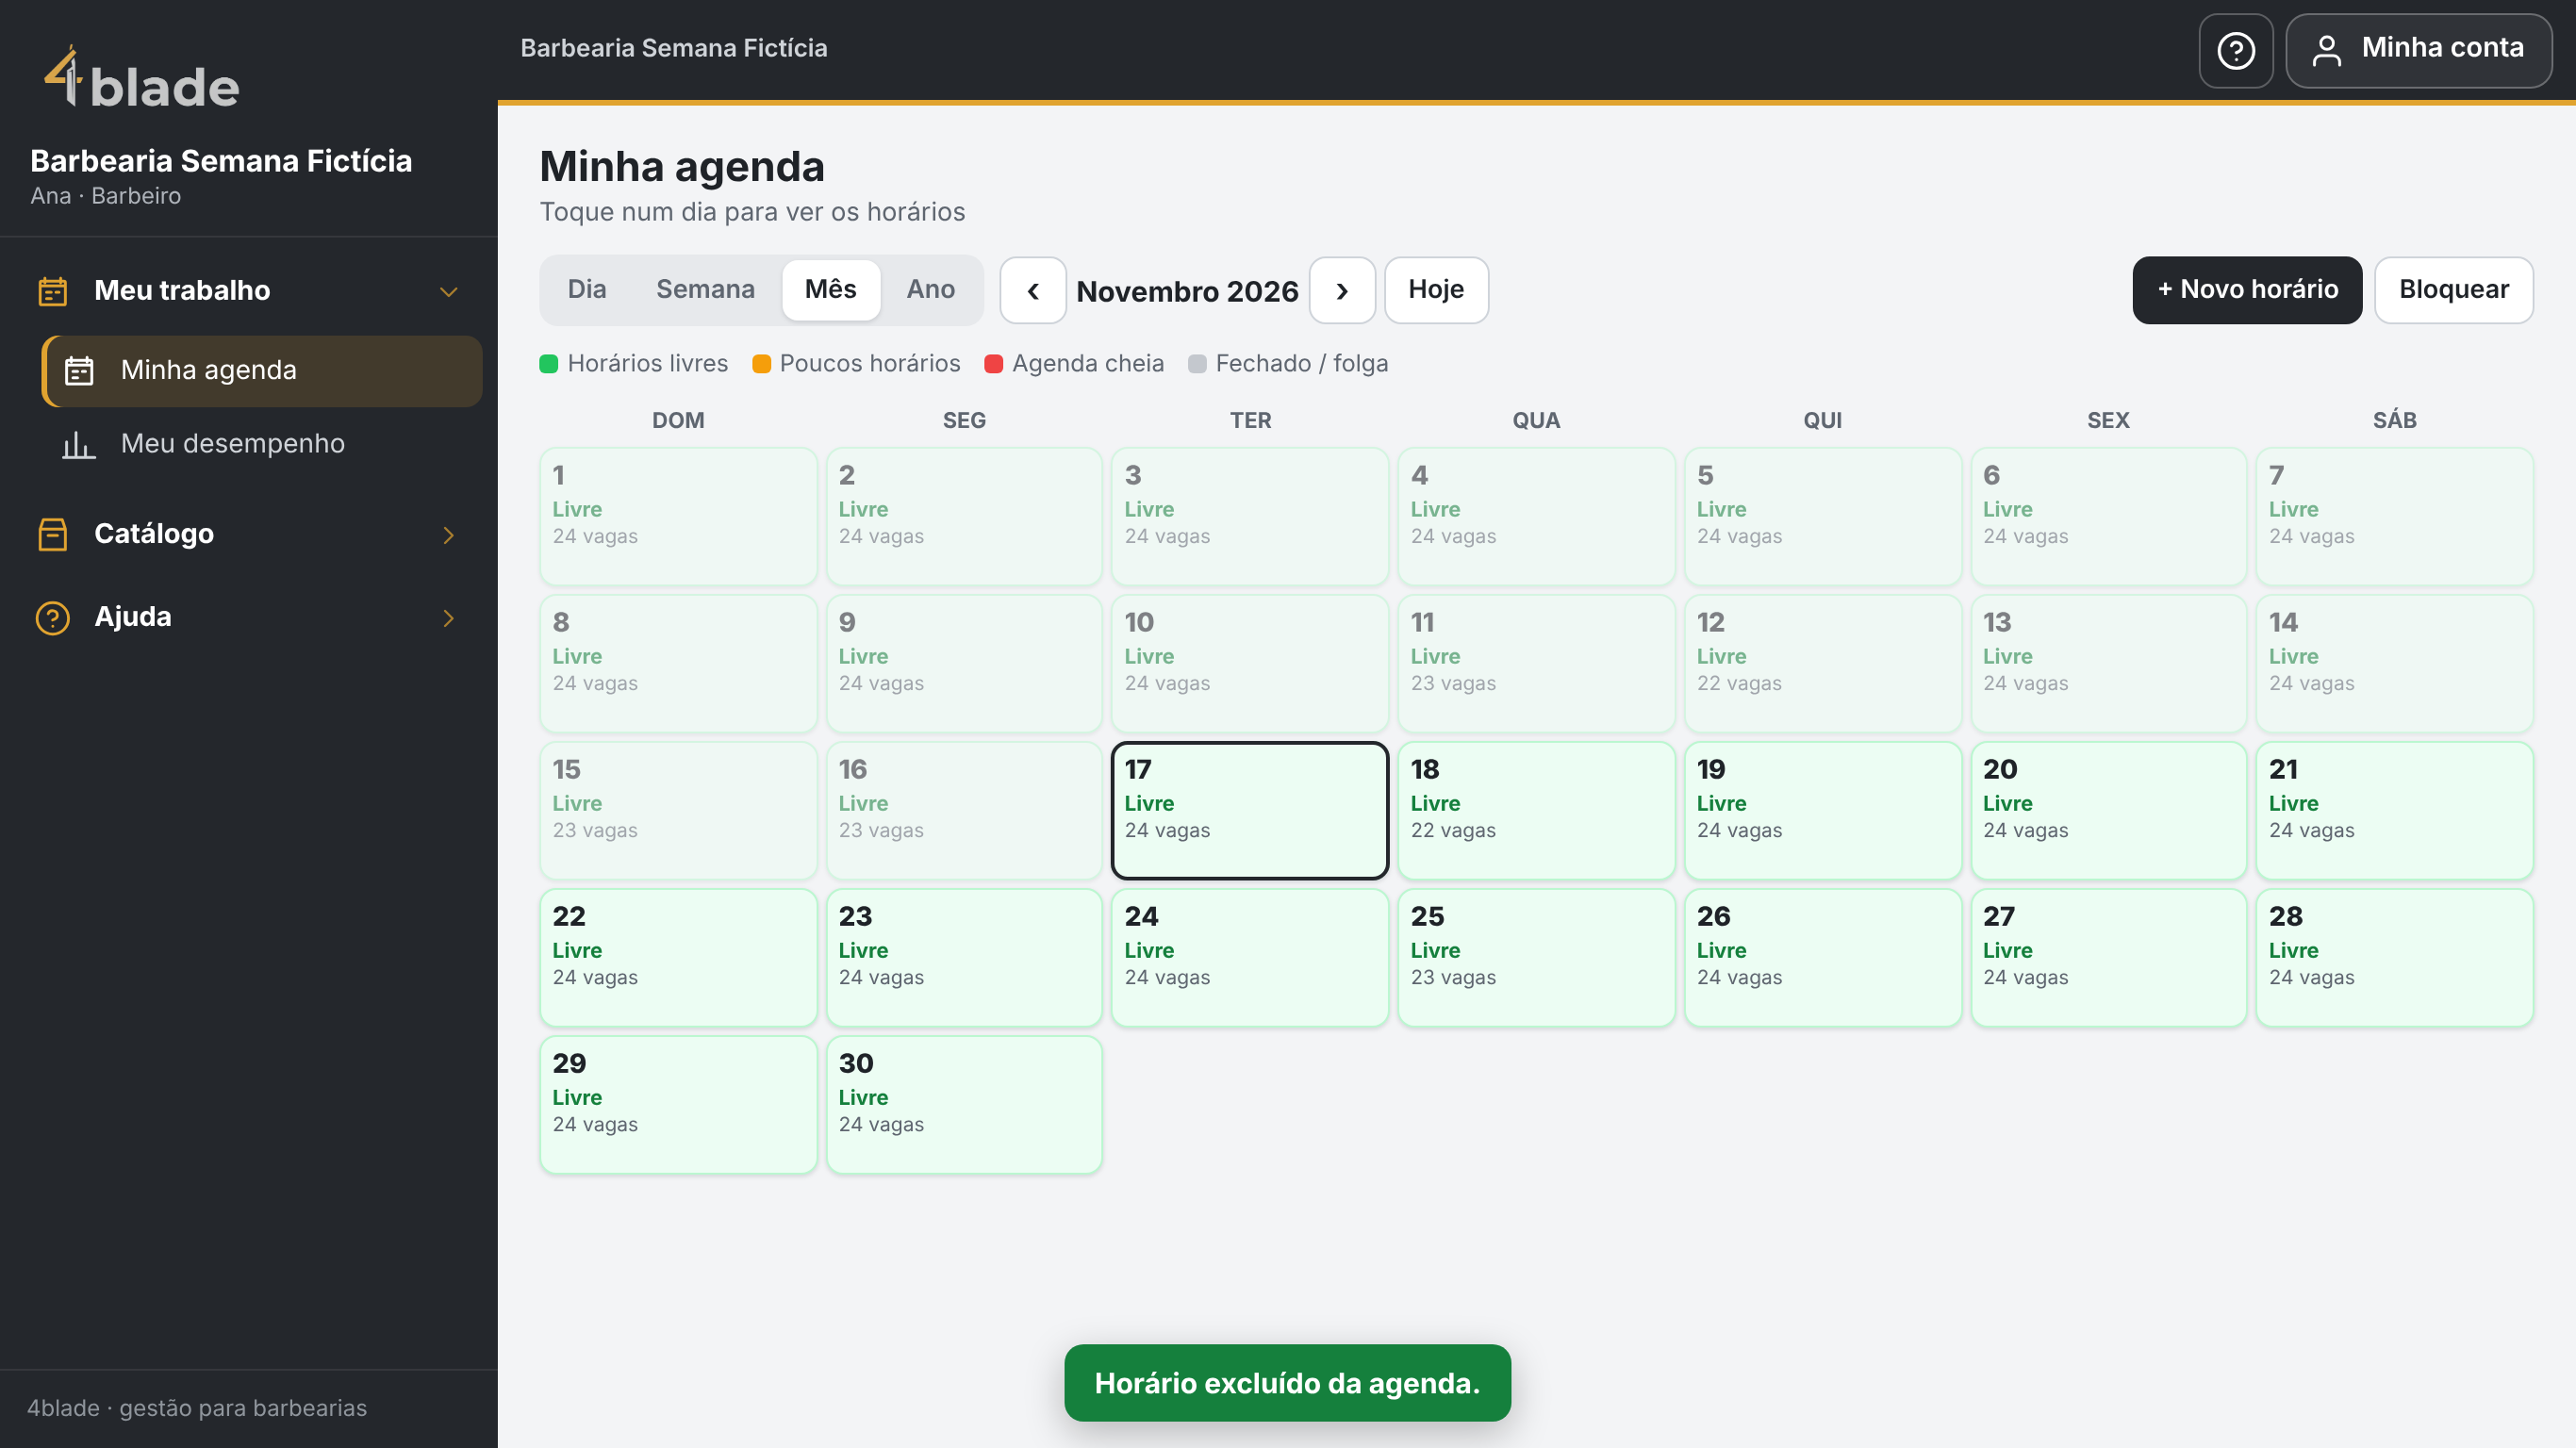 4blade
Barbearia Semana Fictícia
Ana · Barbeiro
Meu trabalho
Minha agenda
Meu desempenho
Catálogo
Ajuda
4blade · gestão para barbearias
Barbearia Semana Fictícia
Minha conta
Minha agenda
Toque num dia para ver os horários
Dia Semana Mês Ano ‹ Novembro 2026 › Hoje + Novo horário Bloquear
Horários livres Poucos horários Agenda cheia Fechado / folga
DOM SEG TER QUA QUI SEX SÁB
1 2 3 4 5 6 7
Livre Livre Livre Livre Livre Livre Livre
24 vagas 24 vagas 24 vagas 24 vagas 24 vagas 24 vagas 24 vagas
8 9 10 11 12 13 14
Livre Livre Livre Livre Livre Livre Livre
24 vagas 24 vagas 24 vagas 23 vagas 22 vagas 24 vagas 24 vagas
15 16 17 18 19 20 21
Livre Livre Livre Livre Livre Livre Livre
23 vagas 23 vagas 24 vagas 22 vagas 24 vagas 24 vagas 24 vagas
22 23 24 25 26 27 28
Livre Livre Livre Livre Livre Livre Livre
24 vagas 24 vagas 24 vagas 23 vagas 24 vagas 24 vagas 24 vagas
29 30
Livre Livre
24 vagas 24 vagas
Horário excluído da agenda.